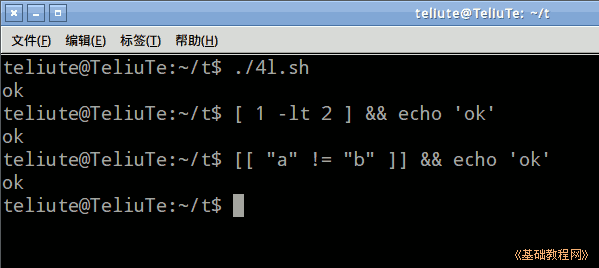 teliute@TeliuTe: ~/t
文件(F) 编辑(E) 标签(T) 帮助(H)
teliute@TeliuTe:~/t$ ./4l.sh
ok
teliute@TeliuTe:~/t$ [ 1 -lt 2 ] && echo 'ok'
ok
teliute@TeliuTe:~/t$ [[ "a" != "b" ]] && echo 'ok'
ok
teliute@TeliuTe:~/t$
《基础教程网》